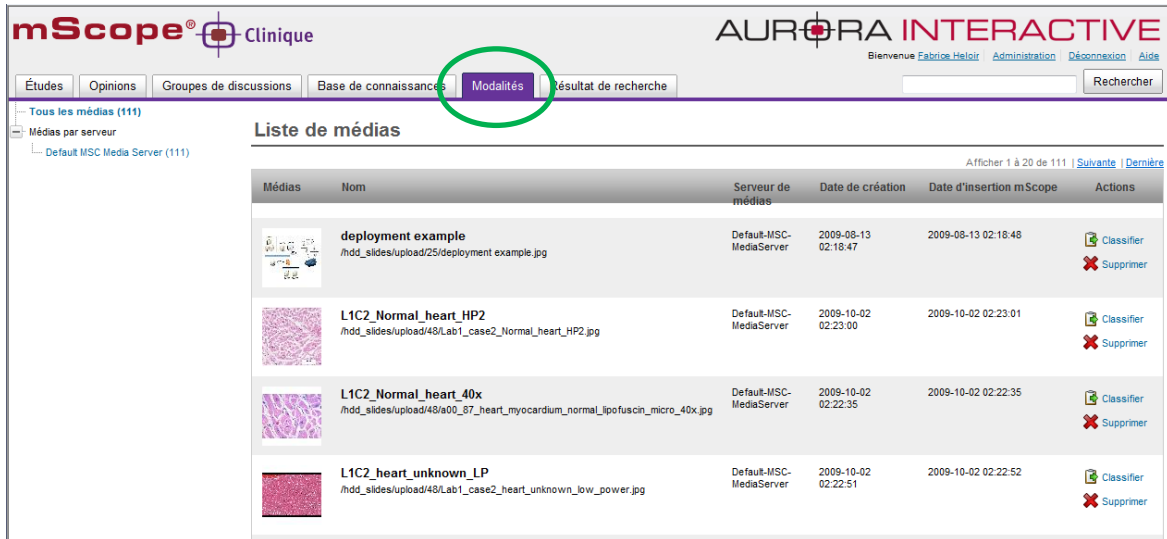 mScope® Clinique
AURORA INTERACTIVE
Bienvenue Fabrice Heloir Administration Déconnexion Aide
Études Opinions Groupes de discussions Base de connaissances Modalités Résultat de recherche Rechercher
Tous les médias (111)
Médias par serveur
Default MSC Media Server (111)
Liste de médias
Afficher 1 à 20 de 111 | Suivante | Dernière
Médias Nom Serveur de médias Date de création Date d'insertion mScope Actions
deployment example
/hdd_slides/upload/25/deployment example.jpg
Default-MSC-
MediaServer
2009-08-13
02:18:47
2009-08-13 02:18:48
Classifier
Supprimer
L1C2_Normal_heart_HP2
/hdd_slides/upload/48/Lab1_case2_Normal_heart_HP2.jpg
Default-MSC-
MediaServer
2009-10-02
02:23:00
2009-10-02 02:23:01
Classifier
Supprimer
L1C2_Normal_heart_40x
/hdd_slides/upload/48/a00_87_heart_myocardium_normal_lipofuscin_micro_40x.jpg
Default-MSC-
MediaServer
2009-10-02
02:22:35
2009-10-02 02:22:35
Classifier
Supprimer
L1C2_heart_unknown_LP
/hdd_slides/upload/48/Lab1_case2_heart_unknown_low_power.jpg
Default-MSC-
MediaServer
2009-10-02
02:22:51
2009-10-02 02:22:52
Classifier
Supprimer